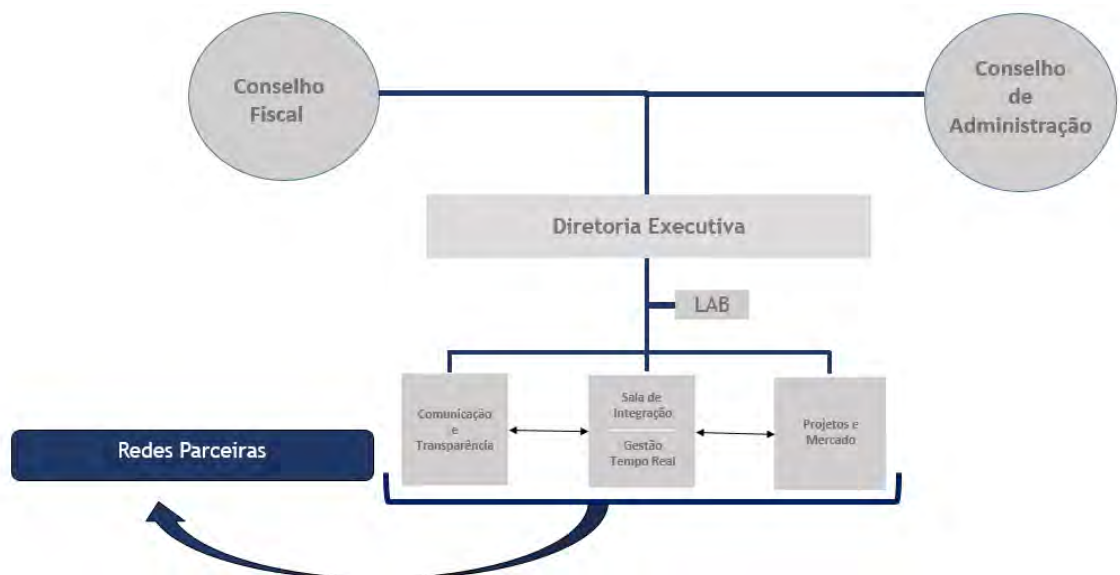 Conselho
Fiscal
Conselho
de
Administração
Diretoria Executiva
LAB
Comunicação
e
Transparência
Sala de
Integração
Gestão
Tempo Real
Projetos e
Mercado
Redes Parceiras